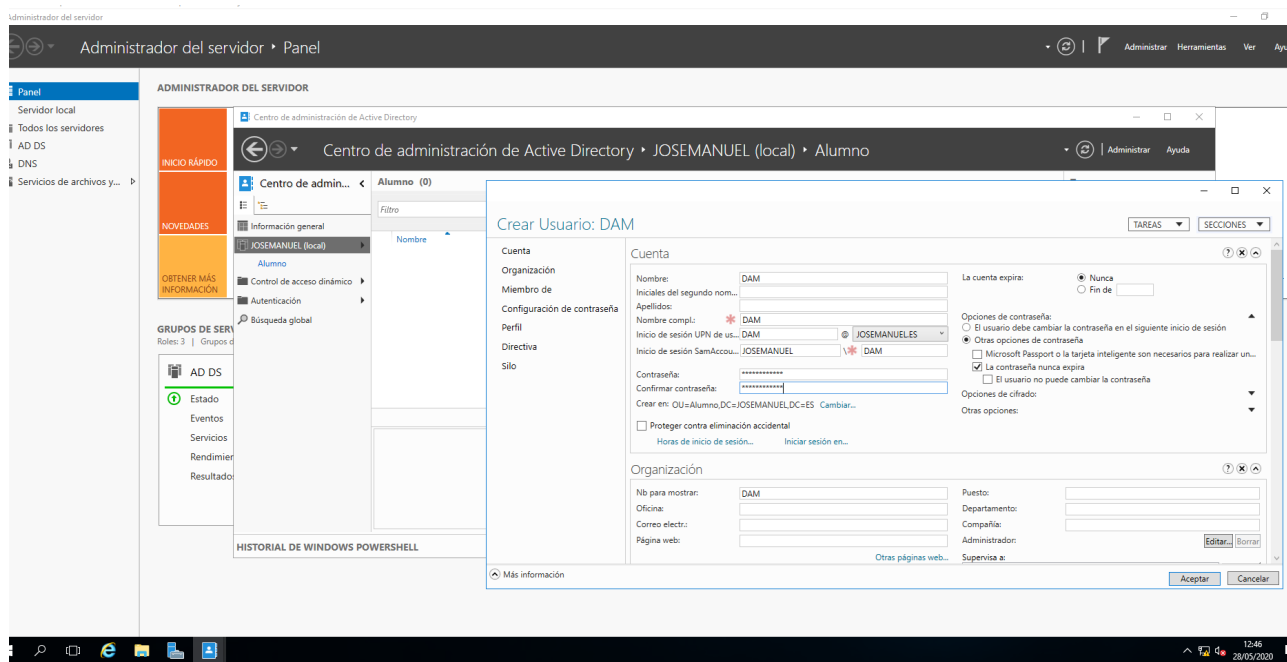 Administrador del servidor
Administrador del servidor ‣ Panel
Administrar Herramientas Ver
Panel
Servidor local
Todos los servidores
AD DS
DNS
Servicios de archivos y...
ADMINISTRADOR DEL SERVIDOR
INICIO RÁPIDO
NOVEDADES
OBTENER MÁS
INFORMACIÓN
GRUPOS DE SERV
Roles: 3 | Grupos d
AD DS
Estado
Eventos
Servicios
Rendimier
Resultado
Centro de administración de Active Directory
Centro de administración de Active Directory ‣ JOSEMANUEL (local) ‣ Alumno
Administrar Ayuda
Centro de admin...
Información general
JOSEMANUEL (local)
Alumno
Control de acceso dinámico
Autenticación
Búsqueda global
Alumno (0)
Filtro
Nombre
HISTORIAL DE WINDOWS POWERSHELL
Crear Usuario: DAM
TAREAS SECCIONES
Cuenta
Organización
Miembro de
Configuración de contraseña
Perfil
Directiva
Silo
Cuenta
Nombre: DAM
Iniciales del segundo nom...
Apellidos:
Nombre compl.: * DAM
Inicio de sesión UPN de us... DAM @ JOSEMANUEL.ES
Inicio de sesión SamAccou... JOSEMANUEL \* DAM
Contraseña: ************
Confirmar contraseña: ************
Crear en: OU=Alumno,DC=JOSEMANUEL,DC=ES Cambiar...
Proteger contra eliminación accidental
Horas de inicio de sesión... Iniciar sesión en...
La cuenta expira: Nunca
Fin de
Opciones de contraseña:
El usuario debe cambiar la contraseña en el siguiente inicio de sesión
Otras opciones de contraseña
Microsoft Passport o la tarjeta inteligente son necesarios para realizar un...
La contraseña nunca expira
El usuario no puede cambiar la contraseña
Opciones de cifrado:
Otras opciones:
Organización
Nb para mostrar: DAM
Oficina:
Correo electr.:
Página web:
Otras páginas web...
Puesto:
Departamento:
Compañía:
Administrador: Editar... Borrar
Supervisa a:
Más información
Aceptar Cancelar
12:46
28/05/2020